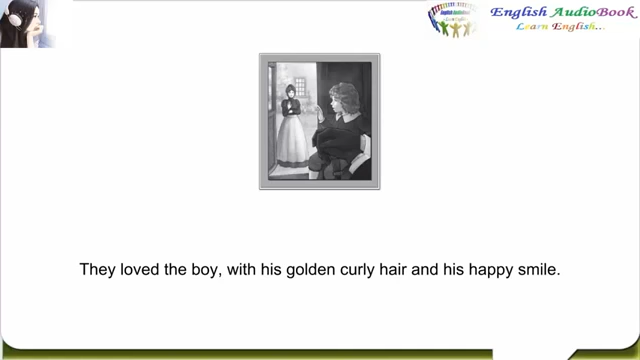 English AudioBook
Learn English...
They loved the boy, with his golden curly hair and his happy smile.